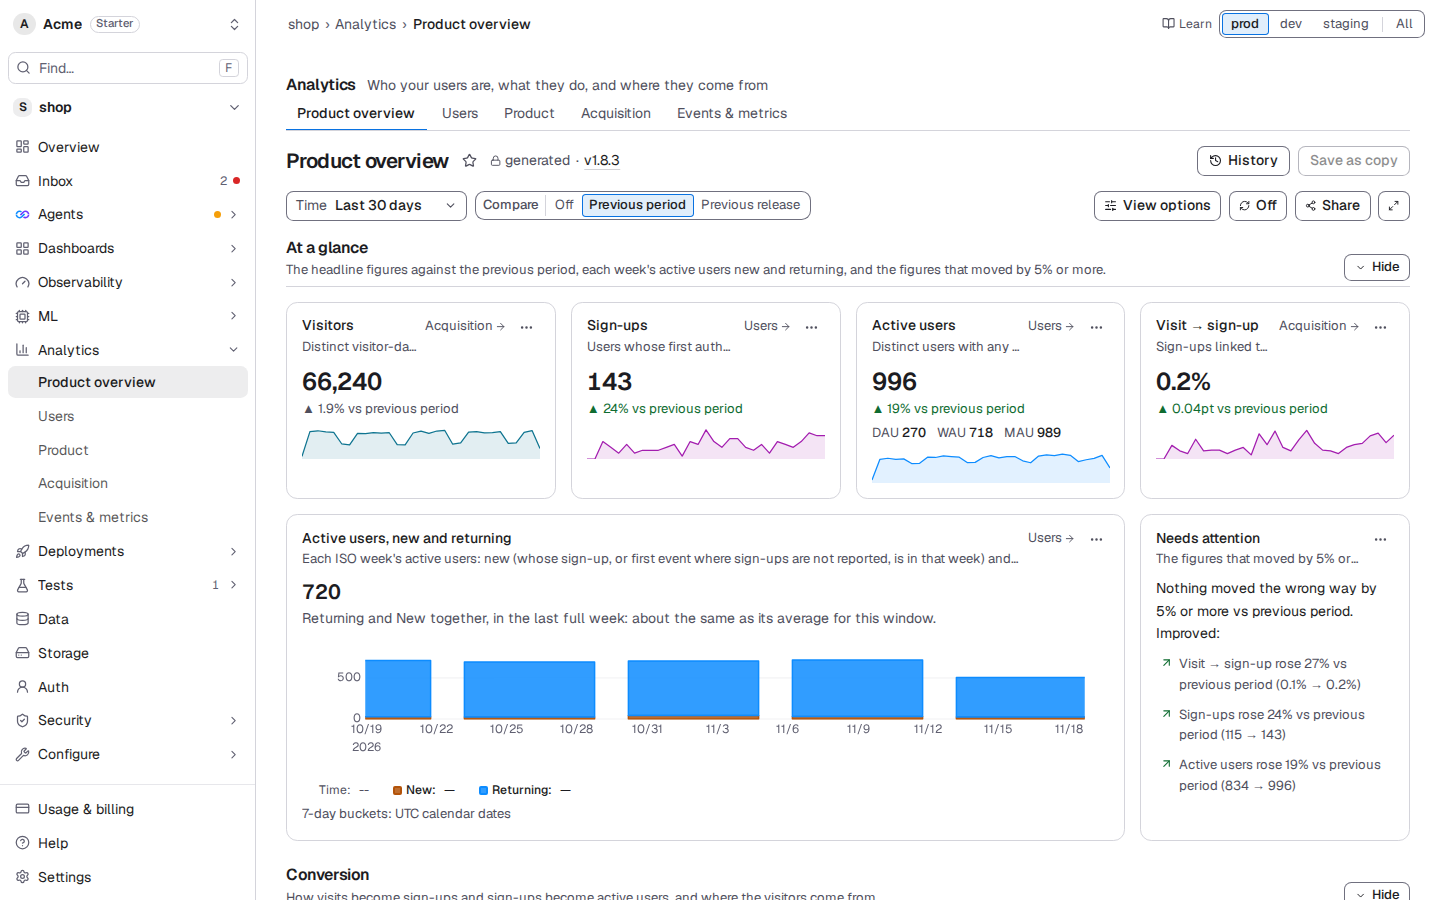 A Acme Starter
Find... F
S shop
Overview
Inbox 2
Agents
Dashboards
Observability
ML
Analytics
Product overview
Users
Product
Acquisition
Events & metrics
Deployments
Tests 1
Data
Storage
Auth
Security
Configure
Usage & billing
Help
Settings
shop › Analytics › Product overview
Learn prod dev staging All
Analytics Who your users are, what they do, and where they come from
Product overview Users Product Acquisition Events & metrics
Product overview generated · v1.8.3 History Save as copy
Time Last 30 days Compare Off Previous period Previous release View options Off Share
At a glance
The headline figures against the previous period, each week's active users new and returning, and the figures that moved by 5% or more.
Hide
Visitors Acquisition →
Distinct visitor-da...
66,240
▲ 1.9% vs previous period
Sign-ups Users →
Users whose first auth...
143
▲ 24% vs previous period
Active users Users →
Distinct users with any ...
996
▲ 19% vs previous period
DAU 270 WAU 718 MAU 989
Visit → sign-up Acquisition →
Sign-ups linked t...
0.2%
▲ 0.04pt vs previous period
Active users, new and returning Users →
Each ISO week's active users: new (whose sign-up, or first event where sign-ups are not reported, is in that week) and...
720
Returning and New together, in the last full week: about the same as its average for this window.
500
0
10/19 10/22 10/25 10/28 10/31 11/3 11/6 11/9 11/12 11/15 11/18
2026
Time: -- New: — Returning: —
7-day buckets: UTC calendar dates
Needs attention
The figures that moved by 5% or...
Nothing moved the wrong way by
5% or more vs previous period.
Improved:
Visit → sign-up rose 27% vs
previous period (0.1% → 0.2%)
Sign-ups rose 24% vs previous
period (115 → 143)
Active users rose 19% vs previous
period (834 → 996)
Conversion
How visits become sign-ups and sign-ups become active users, and where the visitors come from.
Hide